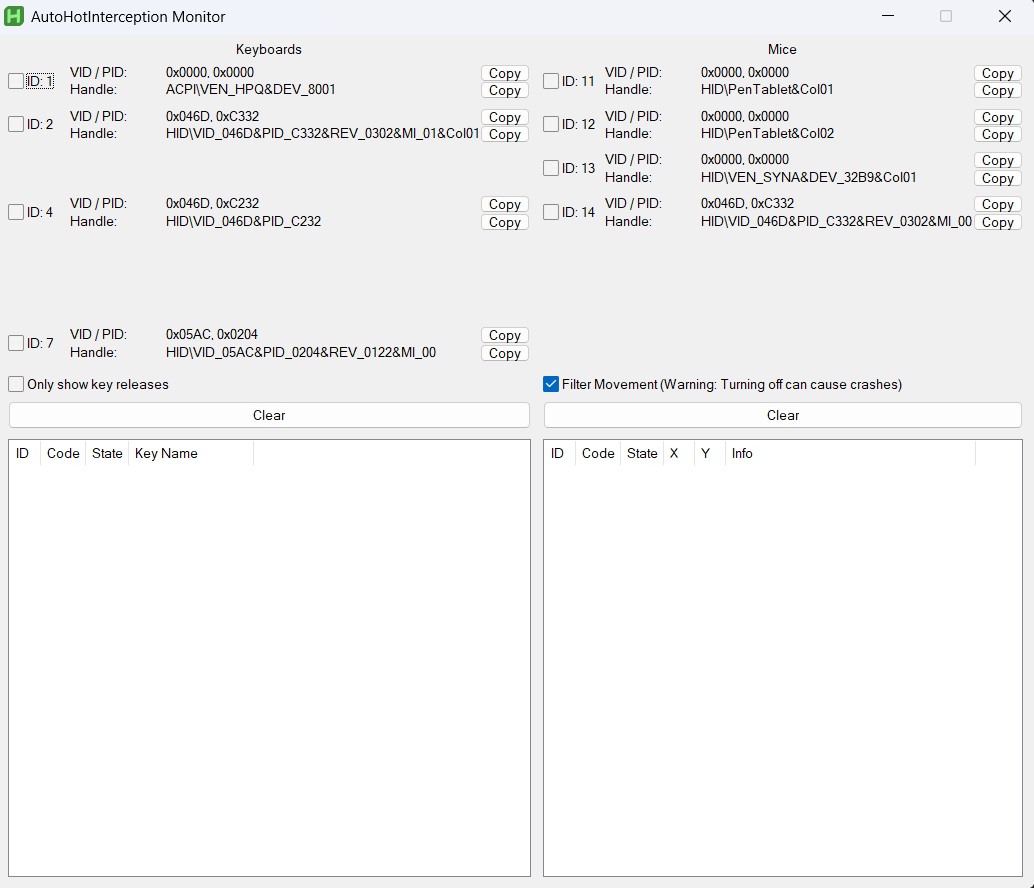 AutoHotInterception Monitor
Keyboards
ID: 1 VID / PID: 0x0000, 0x0000 Copy
Handle: ACPI\VEN_HPQ&DEV_8001 Copy
ID: 2 VID / PID: 0x046D, 0xC332 Copy
Handle: HID\VID_046D&PID_C332&REV_0302&MI_01&Col01 Copy
ID: 4 VID / PID: 0x046D, 0xC232 Copy
Handle: HID\VID_046D&PID_C232 Copy
ID: 7 VID / PID: 0x05AC, 0x0204 Copy
Handle: HID\VID_05AC&PID_0204&REV_0122&MI_00 Copy
Only show key releases
Clear
ID Code State Key Name
Mice
ID: 11 VID / PID: 0x0000, 0x0000 Copy
Handle: HID\PenTablet&Col01 Copy
ID: 12 VID / PID: 0x0000, 0x0000 Copy
Handle: HID\PenTablet&Col02 Copy
ID: 13 VID / PID: 0x0000, 0x0000 Copy
Handle: HID\VEN_SYNA&DEV_32B9&Col01 Copy
ID: 14 VID / PID: 0x046D, 0xC332 Copy
Handle: HID\VID_046D&PID_C332&REV_0302&MI_00 Copy
Filter Movement (Warning: Turning off can cause crashes)
Clear
ID Code State X Y Info